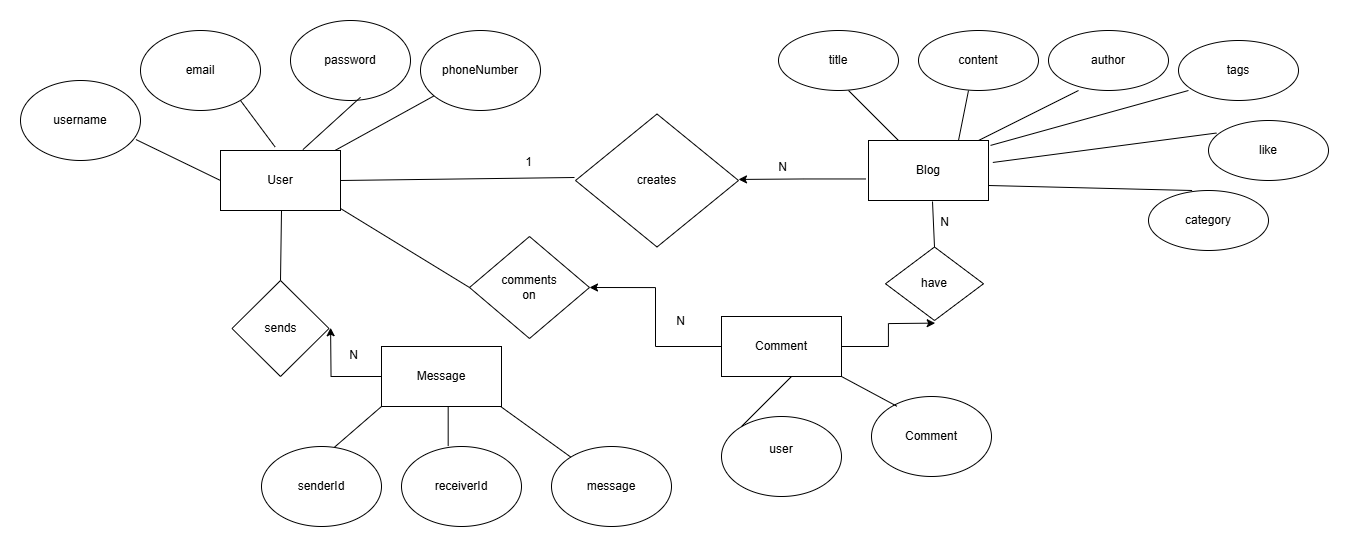 username
email
password
phoneNumber
title
content
author
tags
like
category
User
1
creates
N
Blog
N
have
comments
on
N
Comment
sends
N
Message
user
Comment
senderId
receiverId
message